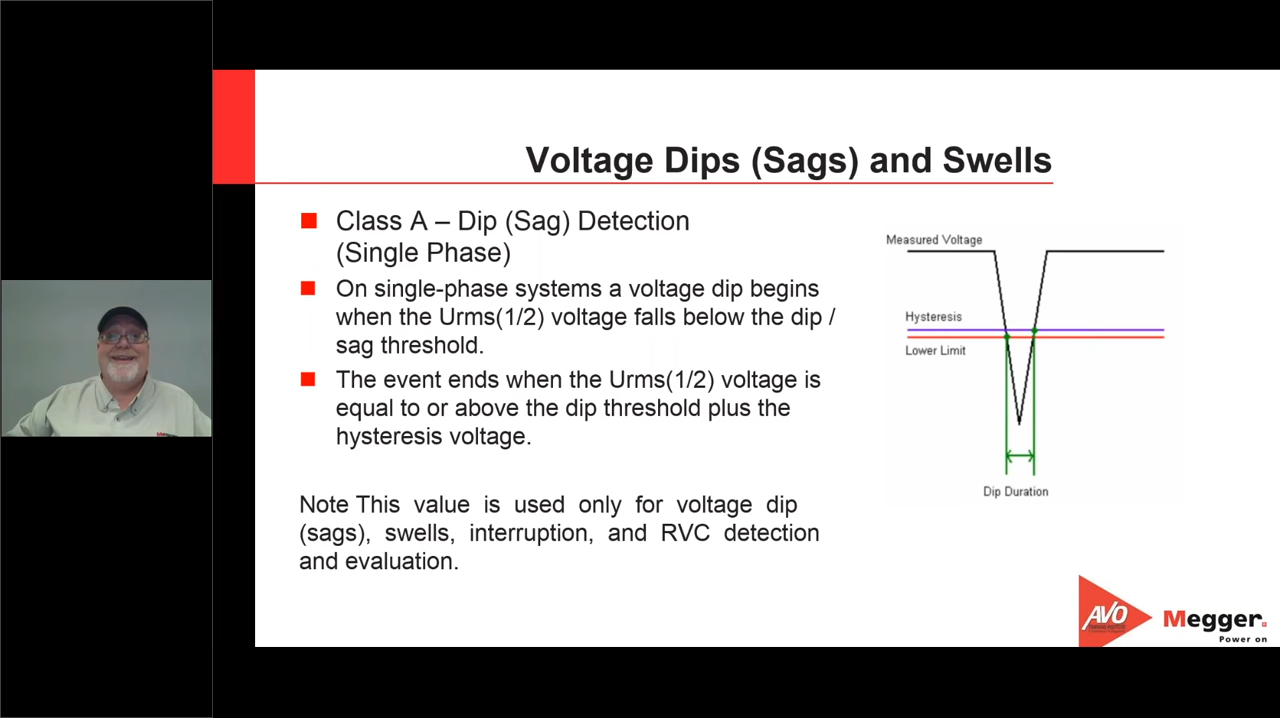 Voltage Dips (Sags) and Swells
Class A – Dip (Sag) Detection
(Single Phase)
On single-phase systems a voltage dip begins
when the Urms(1/2) voltage falls below the dip /
sag threshold.
The event ends when the Urms(1/2) voltage is
equal to or above the dip threshold plus the
hysteresis voltage.
Note This value is used only for voltage dip
(sags), swells, interruption, and RVC detection
and evaluation.
Measured Voltage
Hysteresis
Lower Limit
Dip Duration
AVO
Megger.
Power on